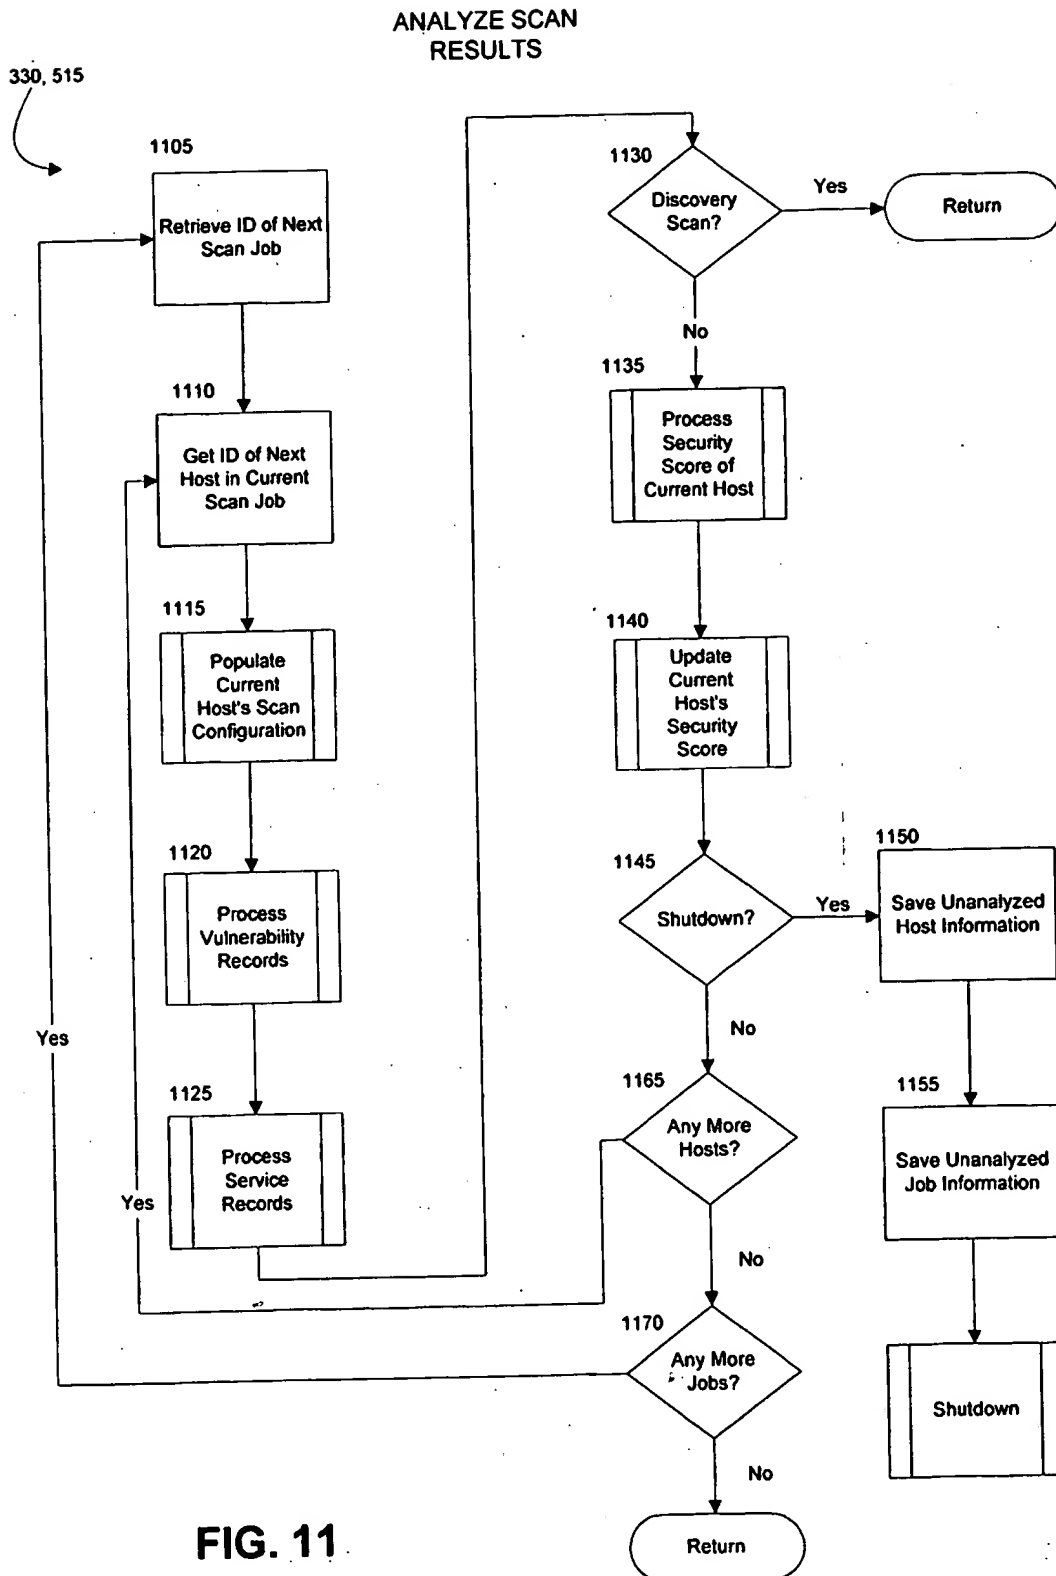 ANALYZE SCAN
RESULTS
330, 515
1105
Retrieve ID of Next
Scan Job
1110
Get ID of Next
Host in Current
Scan Job
1115
Populate
Current
Host's Scan
Configuration
1120
Process
Vulnerability
Records
Yes
1125
Process
Service
Records
Yes
1130
Discovery
Scan?
Yes
Return
No
1135
Process
Security
Score of
Current Host
1140
Update
Current
Host's
Security
Score
1145
Shutdown?
Yes
1150
Save Unanalyzed
Host Information
No
1155
Save Unanalyzed
Job Information
1165
Any More
Hosts?
No
Shutdown
1170
Any More
Jobs?
No
Return
FIG. 11